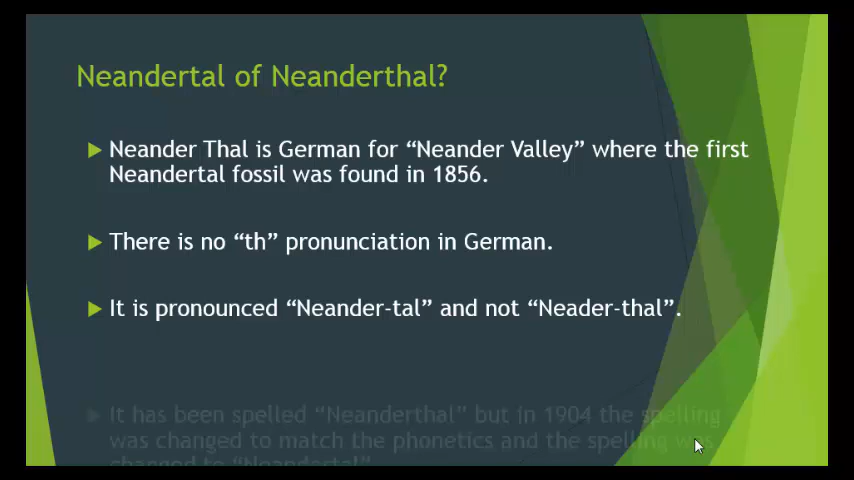 Neandertal of Neanderthal?
Neander Thal is German for “Neander Valley” where the first
Neandertal fossil was found in 1856.
There is no “th” pronunciation in German.
It is pronounced “Neander-tal” and not “Neader-thal”.
It has been spelled “Neanderthal” but in 1904 the spelling
was changed to match the phonetics and the spelling was
changed to “Neandertal”